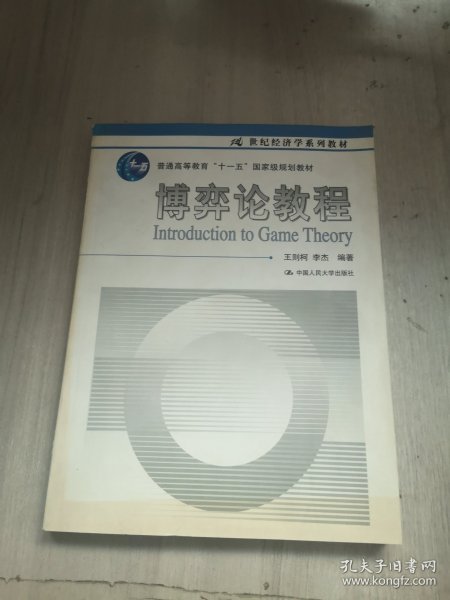 21世纪经济学系列教材
十一五
普通高等教育“十一五”国家级规划教材
博弈论教程
Introduction to Game Theory
王则柯 李杰 编著
中国人民大学出版社
孔夫子旧书网
www.kongfz.com